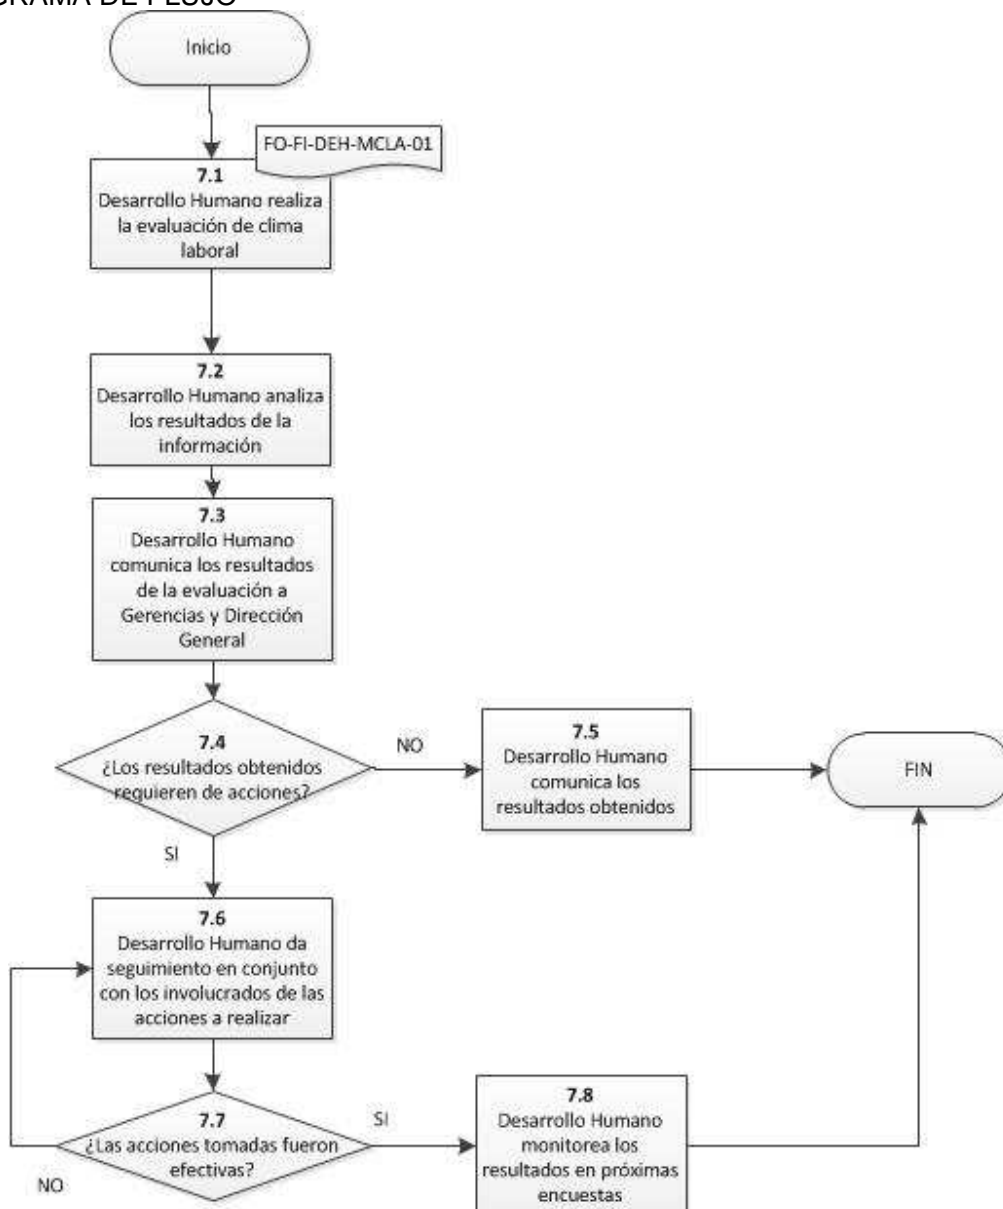 GRAMA DE FLUJO
Inicio
FO-FI-DEH-MCLA-01
7.1
Desarrollo Humano realiza
la evaluación de clima
laboral
7.2
Desarrollo Humano analiza
los resultados de la
información
7.3
Desarrollo Humano
comunica los resultados
de la evaluación a
Gerencias y Dirección
General
7.4
¿Los resultados obtenidos
requieren de acciones?
NO
7.5
Desarrollo Humano
comunica los
resultados obtenidos
FIN
SI
7.6
Desarrollo Humano da
seguimiento en conjunto
con los involucrados de las
acciones a realizar
7.7
¿Las acciones tomadas fueron
efectivas?
NO
SI
7.8
Desarrollo Humano
monitorea los
resultados en próximas
encuestas